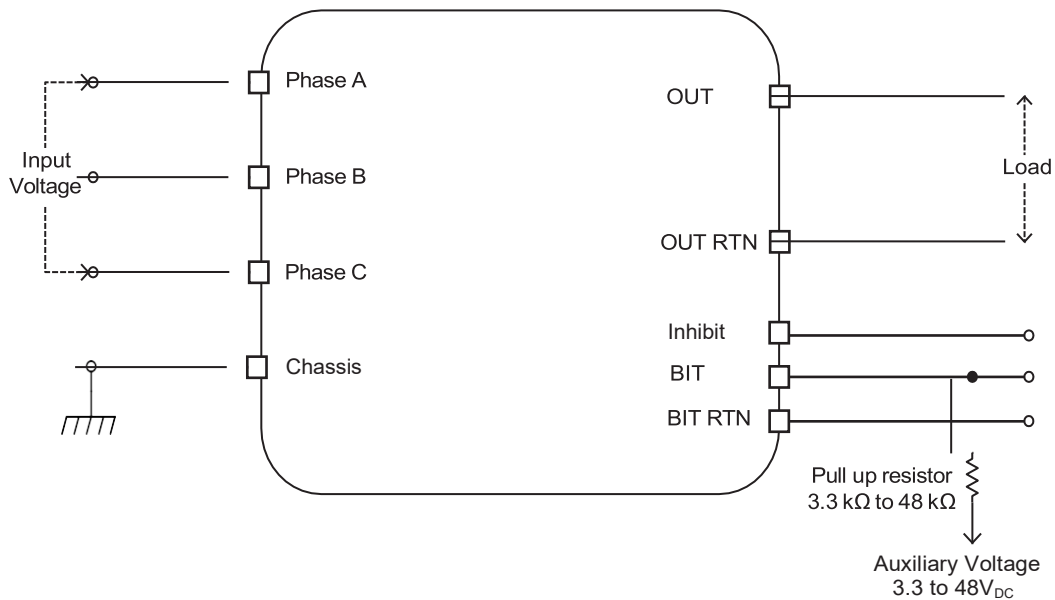 Phase A
Input
Voltage
Phase B
Phase C
Chassis
OUT
Load
OUT RTN
Inhibit
BIT
BIT RTN
Pull up resistor
3.3 kΩ to 48 kΩ
Auxiliary Voltage
3.3 to 48VDC